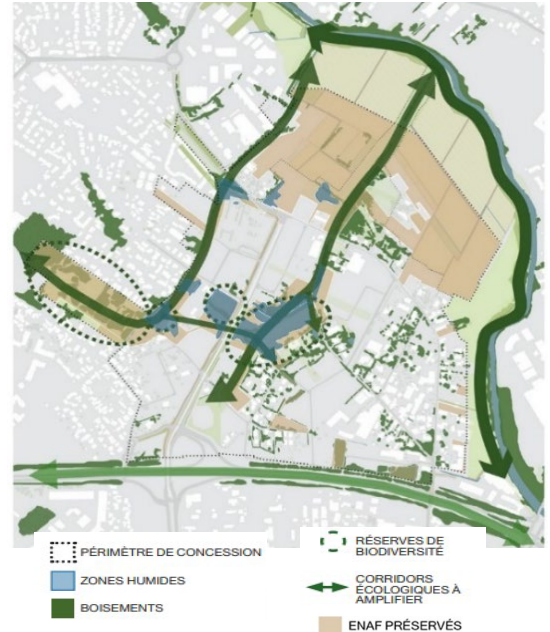 PÉRIMÈTRE DE CONCESSION
ZONES HUMIDES
BOISEMENTS
RÉSERVES DE
BIODIVERSITÉ
CORRIDORS
ÉCOLOGIQUES À
AMPLIFIER
ENAF PRÉSERVÉS